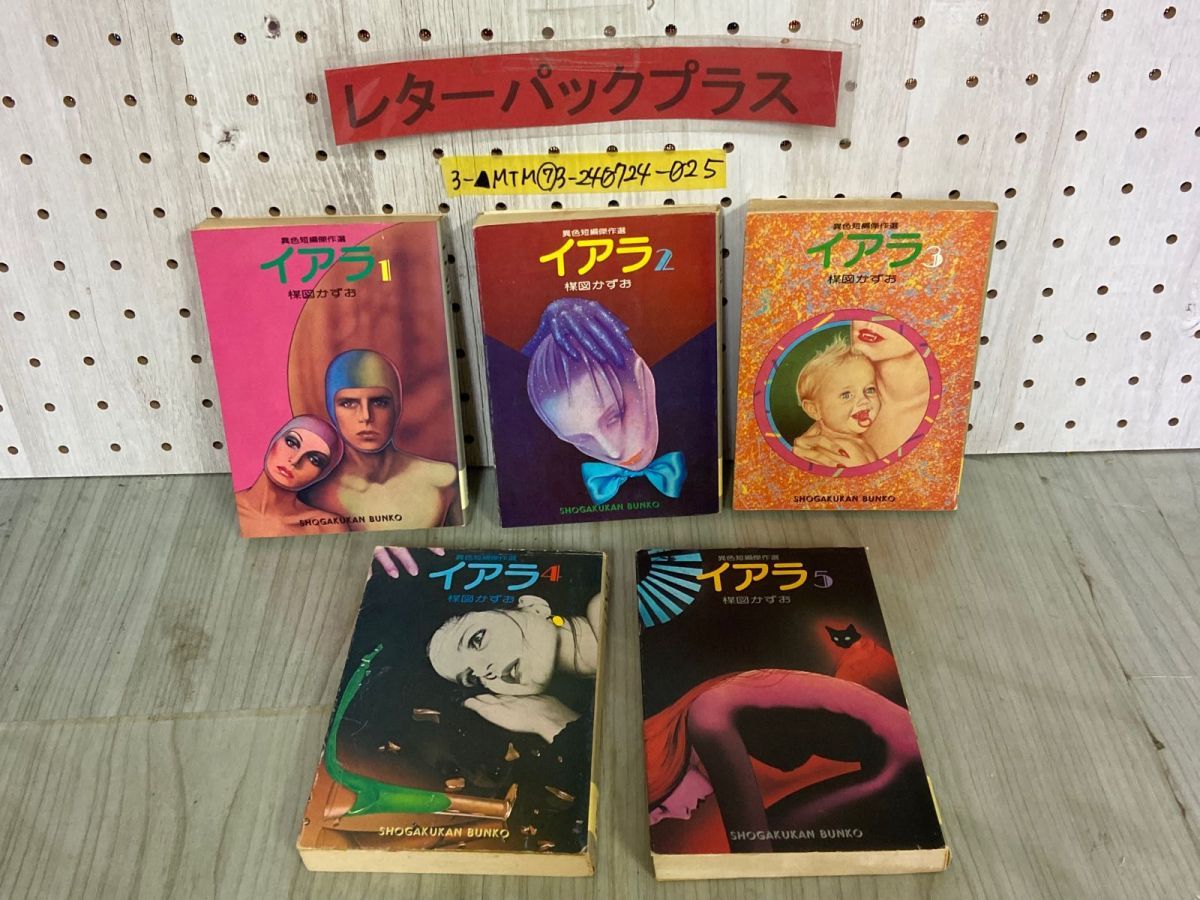 レターパックプラス
3-▲MTM⑦3-240724-025
異色短編傑作選
イアラ1
楳図かずお
SHOGAKUKAN BUNKO
異色短編傑作選
イアラ2
楳図かずお
SHOGAKUKAN BUNKO
異色短編傑作選
イアラ3
楳図かずお
SHOGAKUKAN BUNKO
異色短編傑作選
イアラ4
楳図かずお
SHOGAKUKAN BUNKO
異色短編傑作選
イアラ5
楳図かずお
SHOGAKUKAN BUNKO